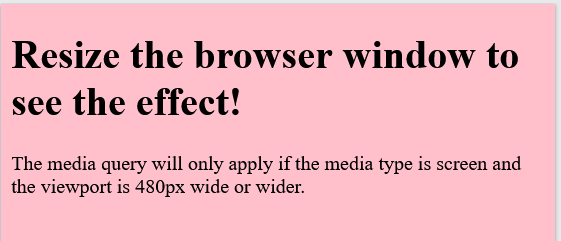 Resize the browser window to
see the effect!
The media query will only apply if the media type is screen and
the viewport is 480px wide or wider.